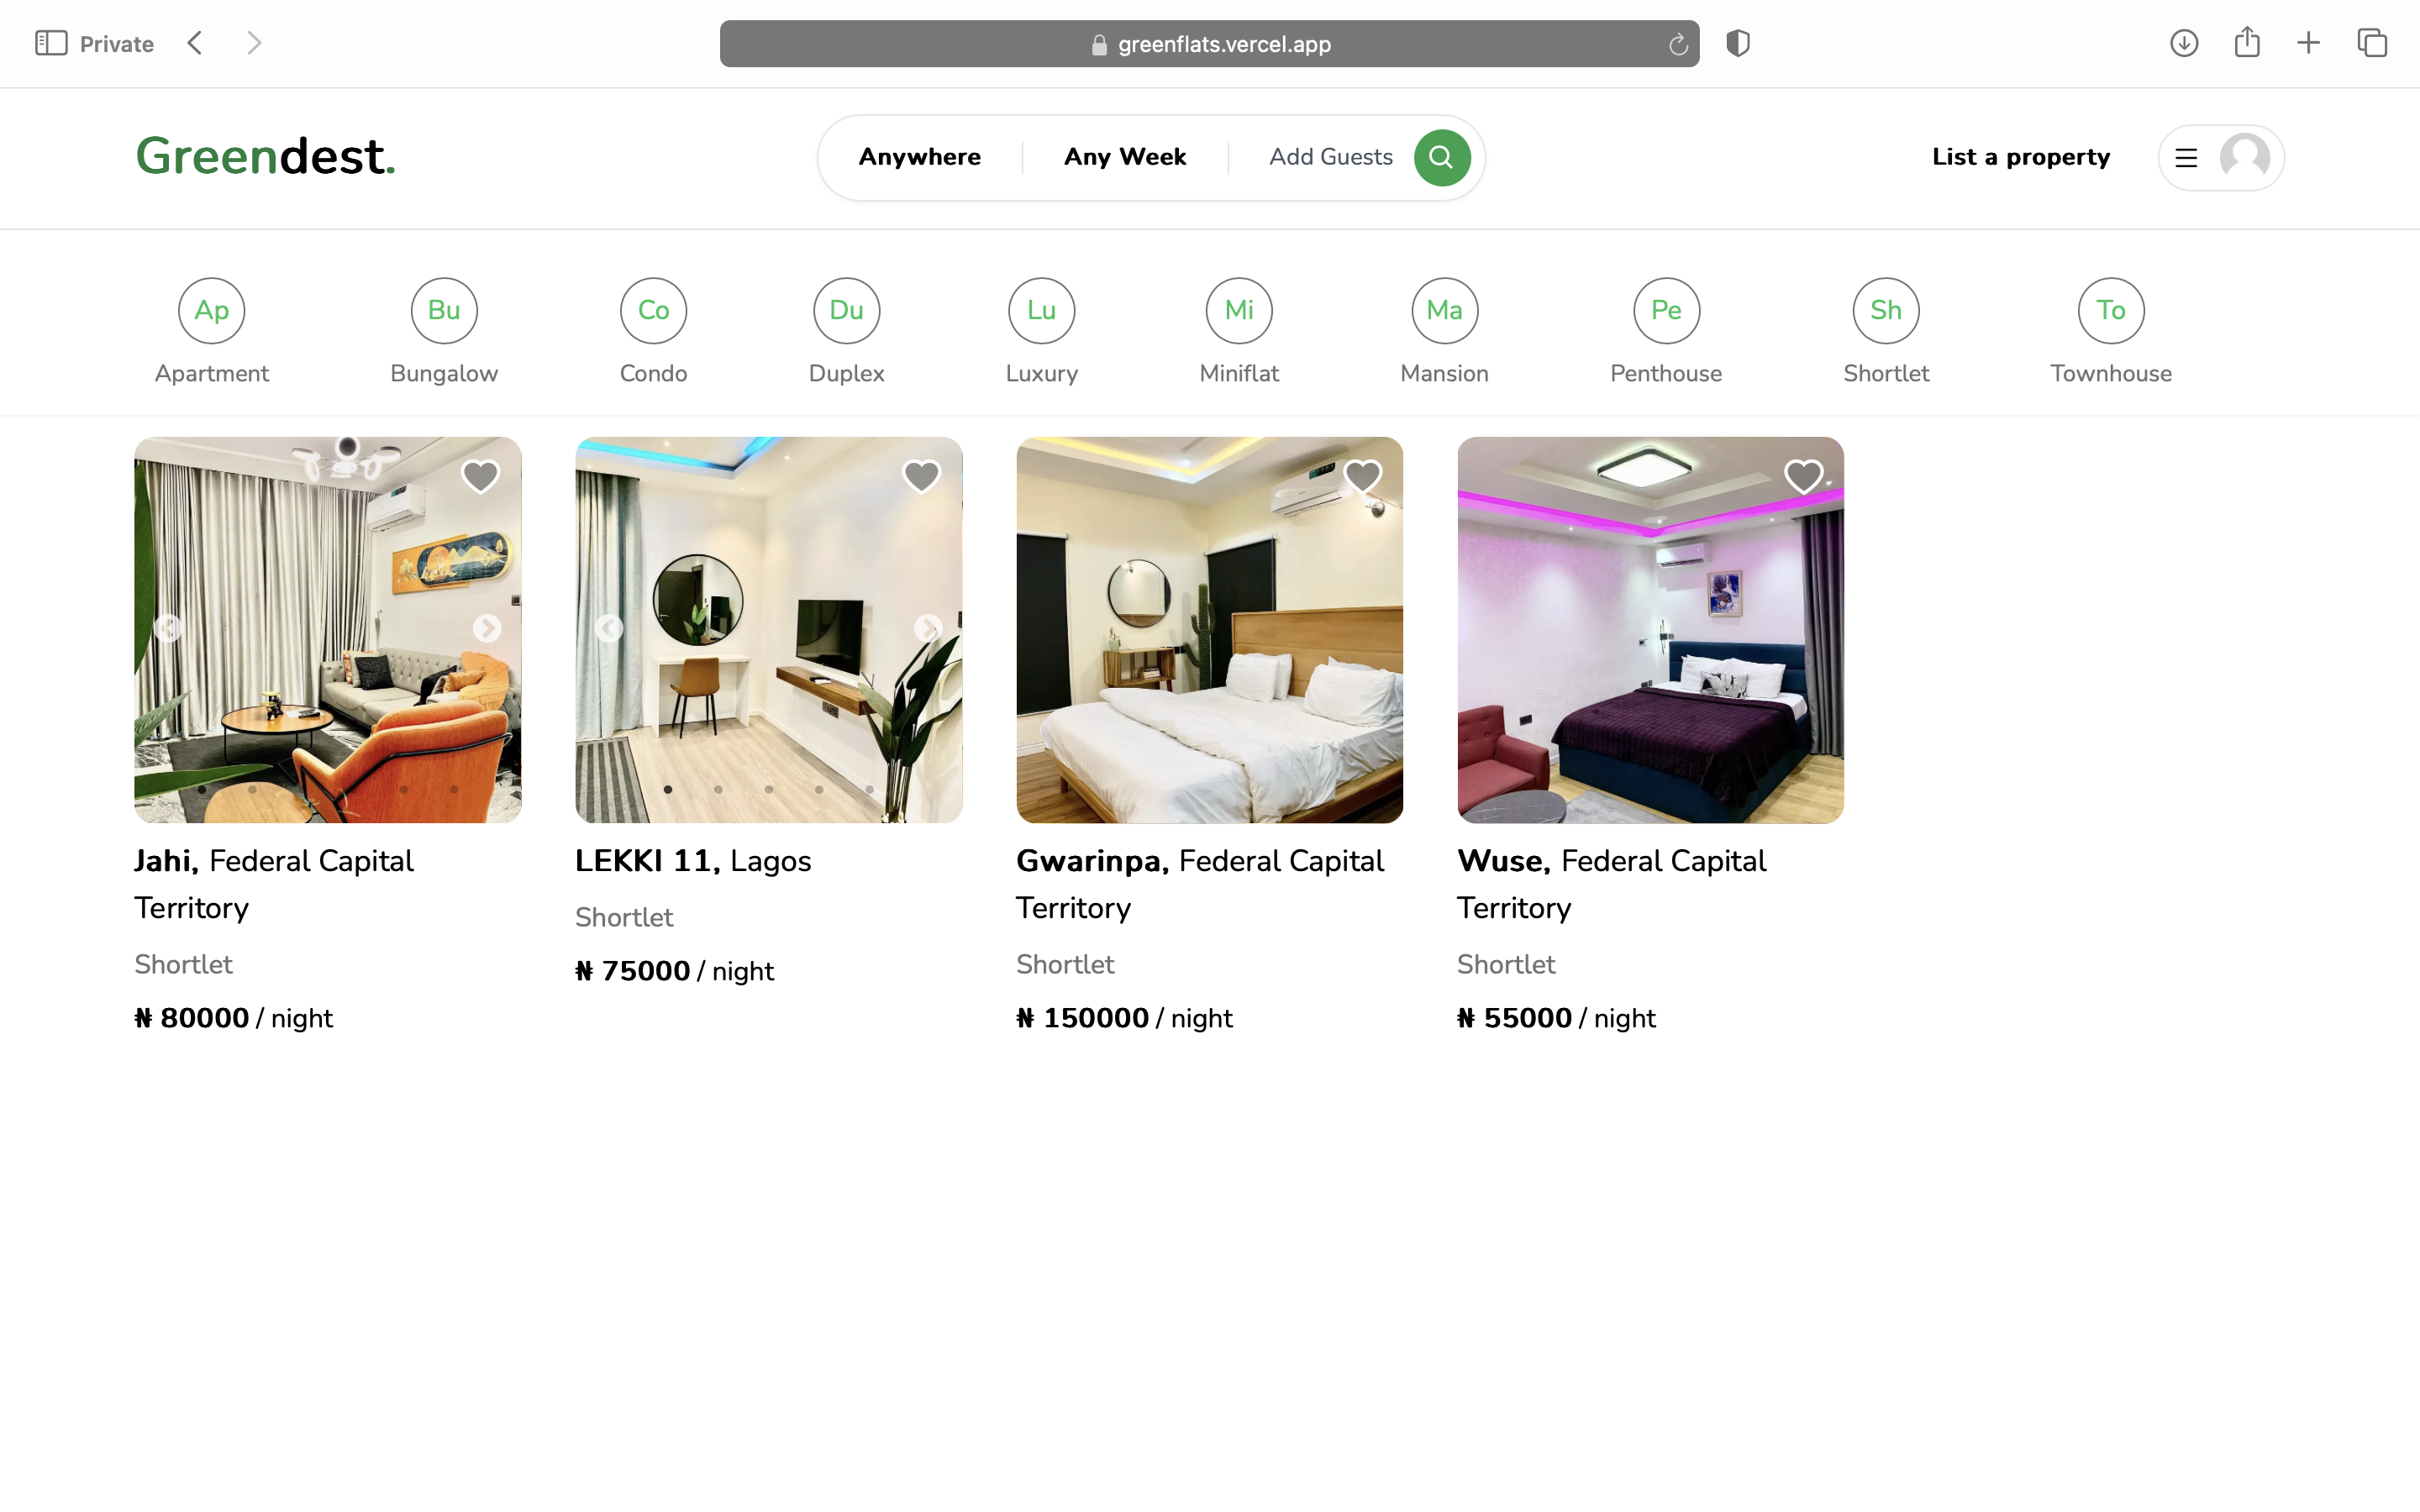 Private
greenflats.vercel.app
Greendest.
Anywhere
Any Week
Add Guests
List a property
Ap
Bu
Co
Du
Lu
Mi
Ma
Pe
Sh
To
Apartment
Bungalow
Condo
Duplex
Luxury
Miniflat
Mansion
Penthouse
Shortlet
Townhouse
Jahi, Federal Capital
Territory
Shortlet
₦ 80000 / night
LEKKI 11, Lagos
Shortlet
₦ 75000 / night
Gwarinpa, Federal Capital
Territory
Shortlet
₦ 150000 / night
Wuse, Federal Capital
Territory
Shortlet
₦ 55000 / night